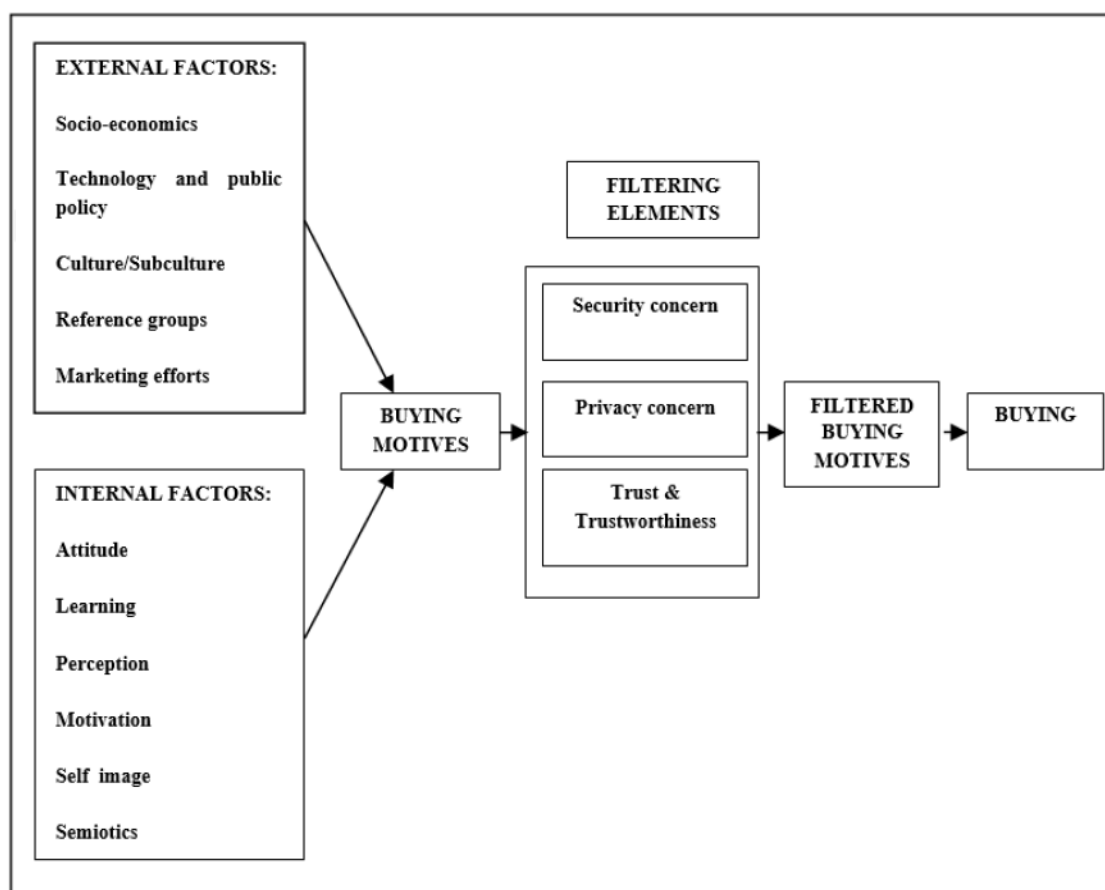 EXTERNAL FACTORS:
Socio-economics
Technology and public
policy
Culture/Subculture
Reference groups
Marketing efforts
INTERNAL FACTORS:
Attitude
Learning
Perception
Motivation
Self image
Semiotics
BUYING
MOTIVES
FILTERING
ELEMENTS
Security concern
Privacy concern
Trust &
Trustworthiness
FILTERED
BUYING
MOTIVES
BUYING